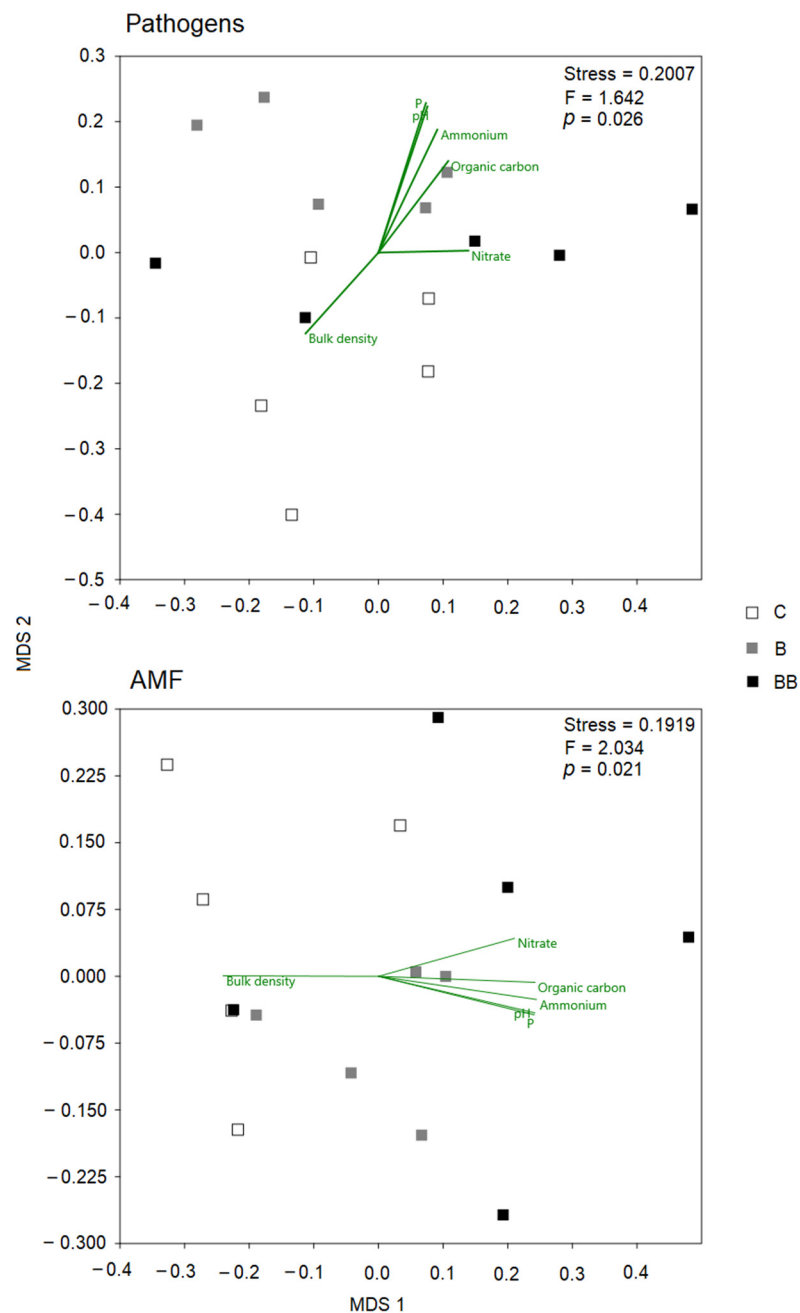 Pathogens
0.3
0.2
0.1
0.0
– 0.1
– 0.2
– 0.3
– 0.4
– 0.5
Stress = 0.2007
F = 1.642
p = 0.026
P
pH
Ammonium
Organic carbon
Nitrate
Bulk density
– 0.4 – 0.3 – 0.2 – 0.1 0.0 0.1 0.2 0.3 0.4
MDS 2
C
B
BB
AMF
0.300
0.225
0.150
0.075
0.000
– 0.075
– 0.150
– 0.225
– 0.300
Stress = 0.1919
F = 2.034
p = 0.021
Nitrate
Bulk density
Organic carbon
Ammonium
pH
P
– 0.4 – 0.3 – 0.2 – 0.1 0.0 0.1 0.2 0.3 0.4
MDS 1